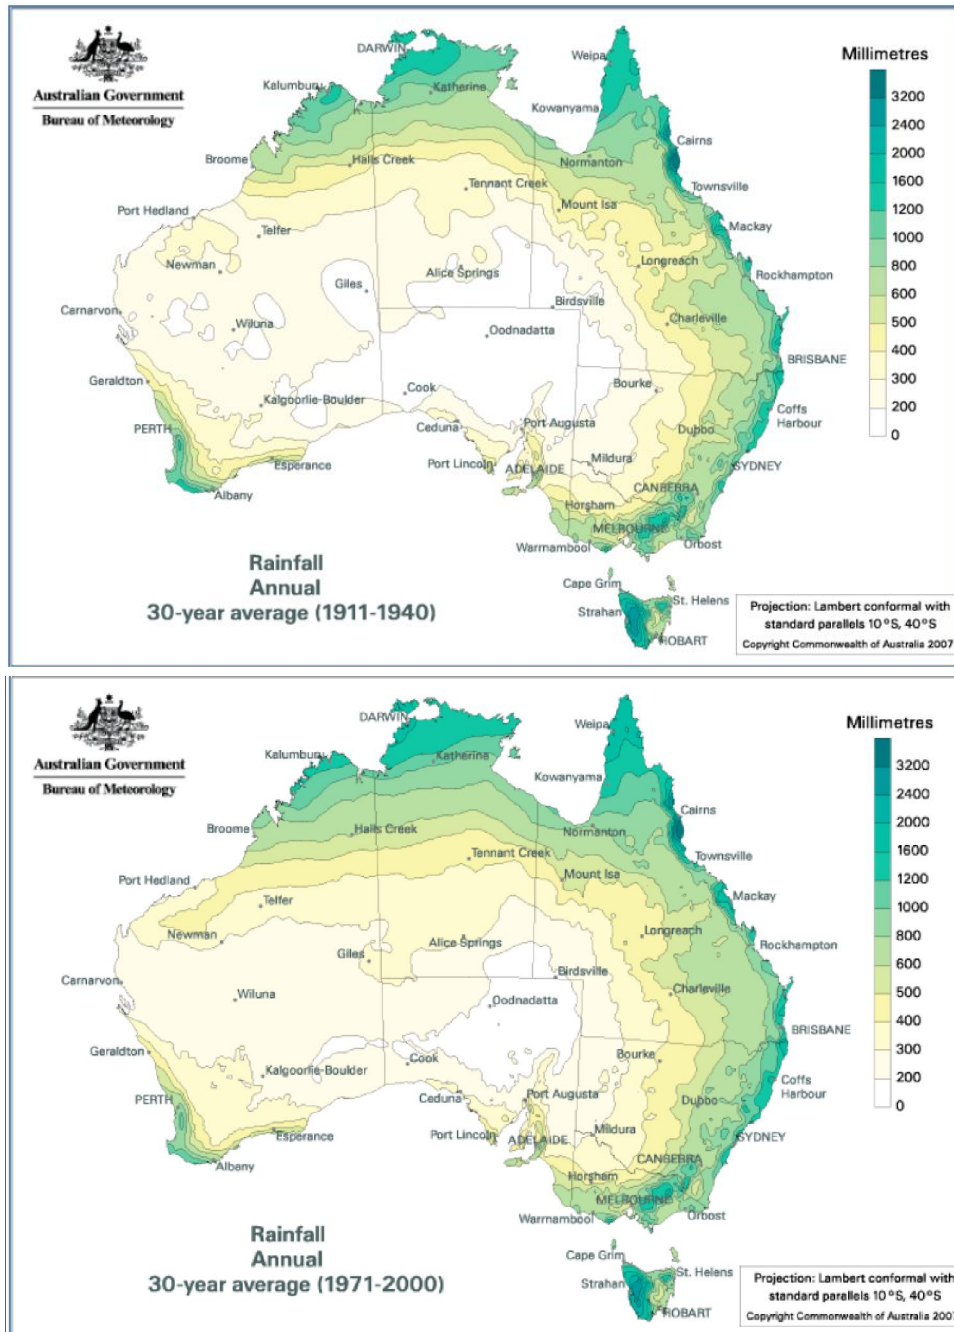 Australian Government
Bureau of Meteorology
DARWIN
Weipa
Kalumburu
Katherine
Kowanyama
Cairns
Broome
Halls Creek
Normanton
Tennant Creek
Townsville
Port Hedland
Mount Isa
Mackay
Telfer
Newman
Longreach
Alice Springs
Rockhampton
Giles
Birdsville
Carnarvon
Wiluna
Oodnadatta
Charleville
BRISBANE
Geraldton
Cook
Bourke
Kalgoorlie-Boulder
Coffs
Harbour
PERTH
Ceduna
Port Augusta
Dubbo
Esperance
Port Lincoln
ADELAIDE
Mildura
SYDNEY
Albany
CANBERRA
Horsham
MELBOURNE
Warrnambool
Orbost
Cape Grim
St. Helens
Strahan
HOBART
Millimetres
3200
2400
2000
1600
1200
1000
800
600
500
400
300
200
0
Rainfall
Annual
30-year average (1911-1940)
Projection: Lambert conformal with
standard parallels 10°S, 40°S
Copyright Commonwealth of Australia 2007
Australian Government
Bureau of Meteorology
DARWIN
Weipa
Kalumburu
Katherine
Kowanyama
Cairns
Broome
Halls Creek
Normanton
Tennant Creek
Townsville
Port Hedland
Mount Isa
Mackay
Telfer
Newman
Longreach
Alice Springs
Rockhampton
Giles
Birdsville
Carnarvon
Wiluna
Oodnadatta
Charleville
BRISBANE
Geraldton
Cook
Bourke
Kalgoorlie-Boulder
Coffs
Harbour
PERTH
Ceduna
Port Augusta
Dubbo
Esperance
Port Lincoln
ADELAIDE
Mildura
SYDNEY
Albany
CANBERRA
Horsham
MELBOURNE
Warrnambool
Orbost
Cape Grim
St. Helens
Strahan
HOBART
Millimetres
3200
2400
2000
1600
1200
1000
800
600
500
400
300
200
0
Rainfall
Annual
30-year average (1971-2000)
Projection: Lambert conformal with
standard parallels 10°S, 40°S
Copyright Commonwealth of Australia 2007